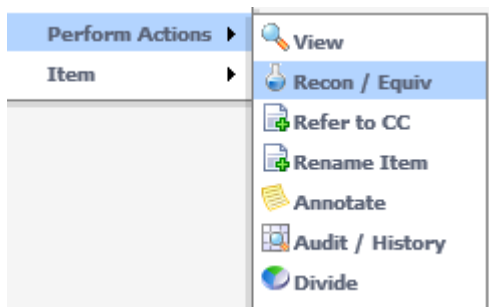 Perform Actions
Item
View
Recon / Equiv
Refer to CC
Rename Item
Annotate
Audit / History
Divide